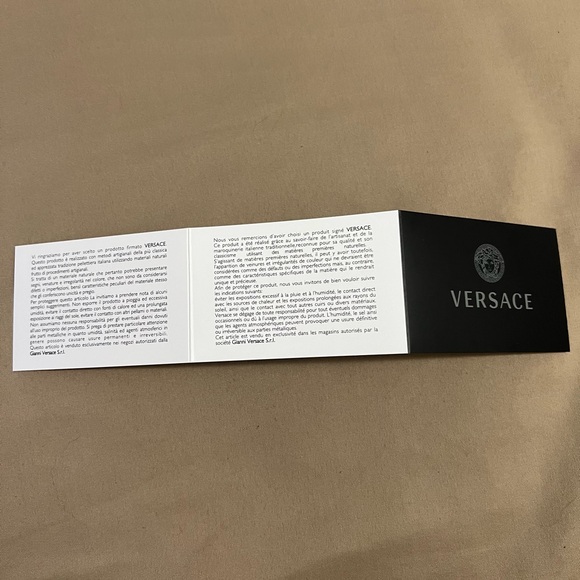 Vi ringraziamo per aver scelto un prodotto firmato VERSACE.
Questo prodotto è realizzato con metodi artigianali della più classica
ed apprezzata tradizione pellettiera italiana utilizzando materiali naturali
frutto di procedimenti artigianali.
Si tratta di un materiale naturale che pertanto potrebbe presentare
segni, venature e irregolarità nel colore, che non sono da considerarsi
difetti o imperfezioni, bensì caratteristiche peculiari del materiale stesso
che gli conferiscono unicità e pregio.
Per proteggere questo articolo. La invitiamo a prendere nota di alcuni
semplici suggerimenti. Non esporre il prodotto a pioggia ed eccessiva
umidità, evitare il contatto diretto con fonti di calore ed una prolungata
esposizione ai raggi del sole, evitare il contatto con altri pellami o materiali.
Non assumiamo nessuna responsabilità per gli eventuali danni dovuti
all'uso improprio del prodotto. Si prega di prestare particolare attenzione
alle parti metalliche in quanto umidità, salinità ed agenti atmosferici in
genere possono causare usure permanenti e irreversibili.
Questo articolo è venduto esclusivamente nei negozi autorizzati dalla
Gianni Versace S.r.l.
Nous vous remercions d'avoir choisi un produit signé VERSACE.
Ce produit a été réalisé grâce au savoir-faire de l'artisanat et de la
maroquinerie italienne traditionnelle,reconnue pour sa qualité et son
classicisme utilisant des matières premières naturelles.
S'agissant de matières premières naturelles, il peut y avoir toutefois,
l'apparition de veinures et irrégularités de couleur qui ne devraient être
considérées comme des défauts ou des imperfections mais, au contraire,
comme des caractéristiques spécifiques de la matière qui le rendrait
unique et précieuse.
Afin de protéger ce produit, nous vous invitons de bien vouloir suivre
les indications suivants:
éviter les expositions excessif à la pluie et à l'humidité, le contact direct
avec les sources de chaleur et les expositions prolongées aux rayons du
soleil, ainsi que le contact avec autres cuirs ou divers matériaux.
Versace se dégage de toute responsabilité pour tout éventuels dommages
occasionnels ou dû à l'usage impropre du produit. L'humidité, le sel ainsi
que les agents atmosphériques peuvent provoquer une usure définitive
ou irréversible aux parties métalliques.
Cet article est vendu en exclusivité dans les magasins autorisés par la
société Gianni Versace S.r.l.
VERSACE